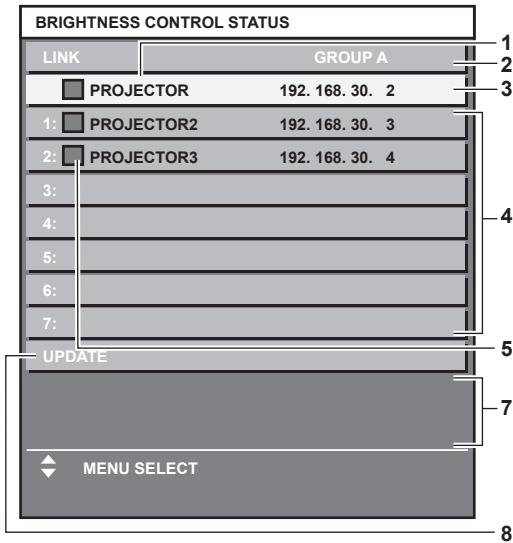 BRIGHTNESS CONTROL STATUS
1
LINK GROUP A
2
PROJECTOR 192. 168. 30. 2
3
1: PROJECTOR2 192. 168. 30. 3
2: PROJECTOR3 192. 168. 30. 4
3:
4:
4
5:
6:
7:
UPDATE
5
7
MENU SELECT
8